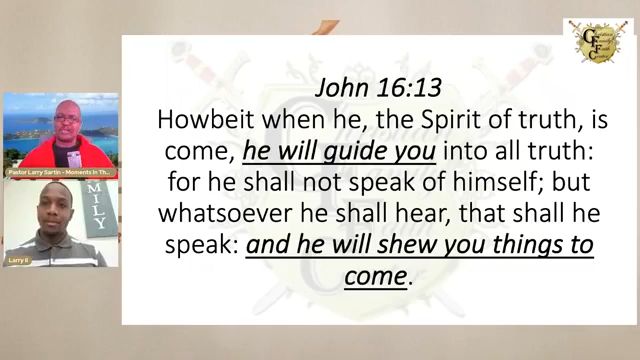 John 16:13
Howbeit when he, the Spirit of truth, is
come, he will guide you into all truth:
for he shall not speak of himself; but
whatsoever he shall hear, that shall he
speak: and he will shew you things to
come.
Pastor Larry Sartin - Moments In Th...
MILY
Larry II